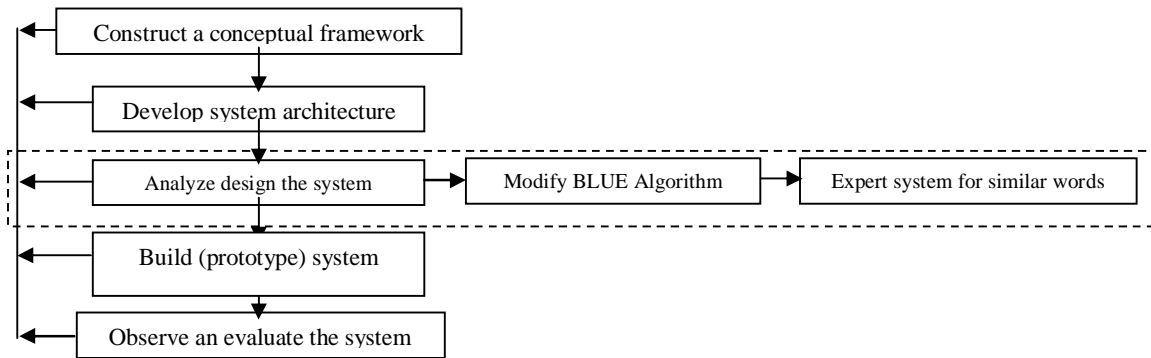 Construct a conceptual framework
Develop system architecture
Analyze design the system
Modify BLUE Algorithm
Expert system for similar words
Build (prototype) system
Observe an evaluate the system